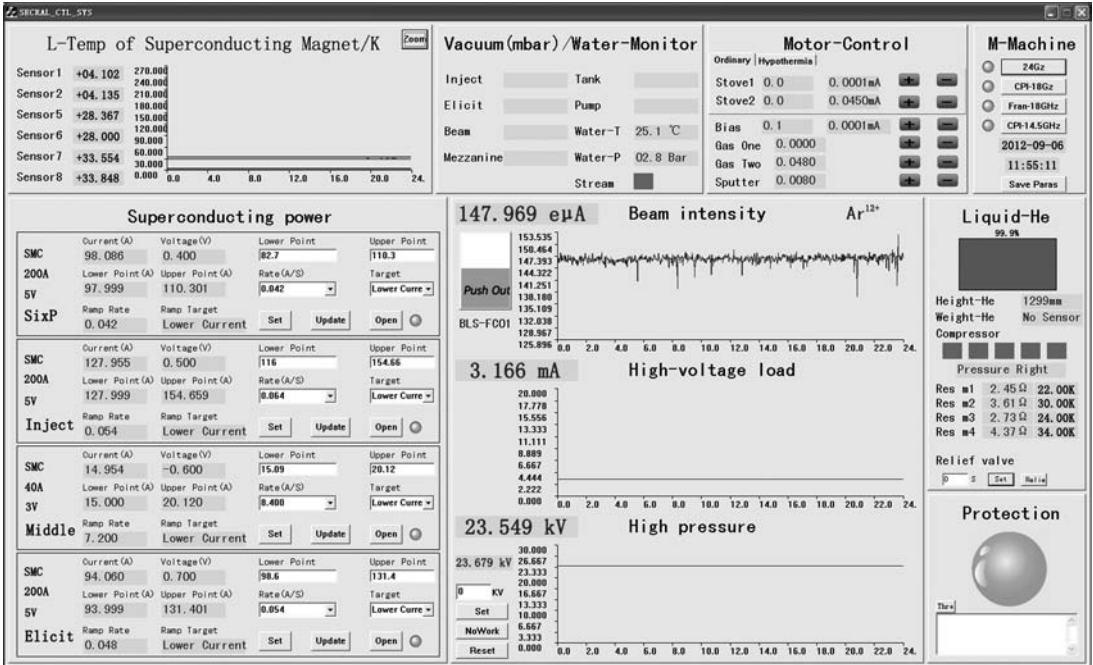 SECRAL_CTL_SYS
L-Temp of Superconducting Magnet/K
Zoom
Sensor1 +04.102
Sensor2 +04.135
Sensor5 +28.367
Sensor6 +28.000
Sensor7 +33.554
Sensor8 +33.848
270.000
240.000
210.000
180.000
150.000
120.000
90.000
60.000
30.000
0.000
0.0 4.0 8.0 12.0 16.0 20.0 24.
Vacuum(mbar)/Water-Monitor
Inject Tank
Elicit Pump
Beam Water-T 25.1 ℃
Mezzanine Water-P 02.8 Bar
Stream
Motor-Control
Ordinary Hypothermia
Stove1 0.0 0.0001mA + -
Stove2 0.0 0.0450mA + -
Bias 0.1 0.0001mA + -
Gas One 0.0000 + -
Gas Two 0.0480 + -
Sputter 0.0080 + -
M-Machine
24Gz
CPI-18Gz
Fran-18GHz
CPI-14.5GHz
2012-09-06
11:55:11
Save Paras
Superconducting power
Current(A) Voltage(V) Lower Point Upper Point
SMC 98.086 0.400 82.7 110.3
200A Lower Point(A) Upper Point(A) Rate(A/S) Target
5V 97.999 110.301 0.042 Lower Curre
Ramp Rate Ramp Target
SixP 0.042 Lower Current Set Update Open
Current(A) Voltage(V) Lower Point Upper Point
SMC 127.955 0.500 116 154.66
200A Lower Point(A) Upper Point(A) Rate(A/S) Target
5V 127.999 154.659 0.064 Lower Curre
Ramp Rate Ramp Target
Inject 0.054 Lower Current Set Update Open
Current(A) Voltage(V) Lower Point Upper Point
SMC 14.954 -0.600 15.09 20.12
40A Lower Point(A) Upper Point(A) Rate(A/S) Target
3V 15.000 20.120 8.400 Lower Curre
Ramp Rate Ramp Target
Middle 7.200 Lower Current Set Update Open
Current(A) Voltage(V) Lower Point Upper Point
SMC 94.060 0.700 98.6 131.4
200A Lower Point(A) Upper Point(A) Rate(A/S) Target
5V 93.999 131.401 0.054 Lower Curre
Ramp Rate Ramp Target
Elicit 0.048 Lower Current Set Update Open
147.969 eμA Beam intensity Ar12+
Push Out
BLS-FC01
153.535
150.464
147.393
144.322
141.251
138.180
135.109
132.038
128.967
125.896
0.0 2.0 4.0 6.0 8.0 10.0 12.0 14.0 16.0 18.0 20.0 22.0 24.
3.166 mA High-voltage load
20.000
17.778
15.556
13.333
11.111
8.889
6.667
4.444
2.222
0.000
0.0 2.0 4.0 6.0 8.0 10.0 12.0 14.0 16.0 18.0 20.0 22.0 24.
23.549 kV High pressure
23.679 kV
0 KV
Set
NoWork
Reset
30.000
26.667
23.333
20.000
16.667
13.333
10.000
6.667
3.333
0.000
0.0 2.0 4.0 6.0 8.0 10.0 12.0 14.0 16.0 18.0 20.0 22.0 24.
Liquid-He
99.9%
Height-He 1299mm
Weight-He No Sensor
Compressor
Pressure Right
Res m1 2.45Ω 22.00K
Res m2 3.61Ω 30.00K
Res m3 2.73Ω 24.00K
Res m4 4.37Ω 34.00K
Relief valve
0 S Set
Protection
Thre